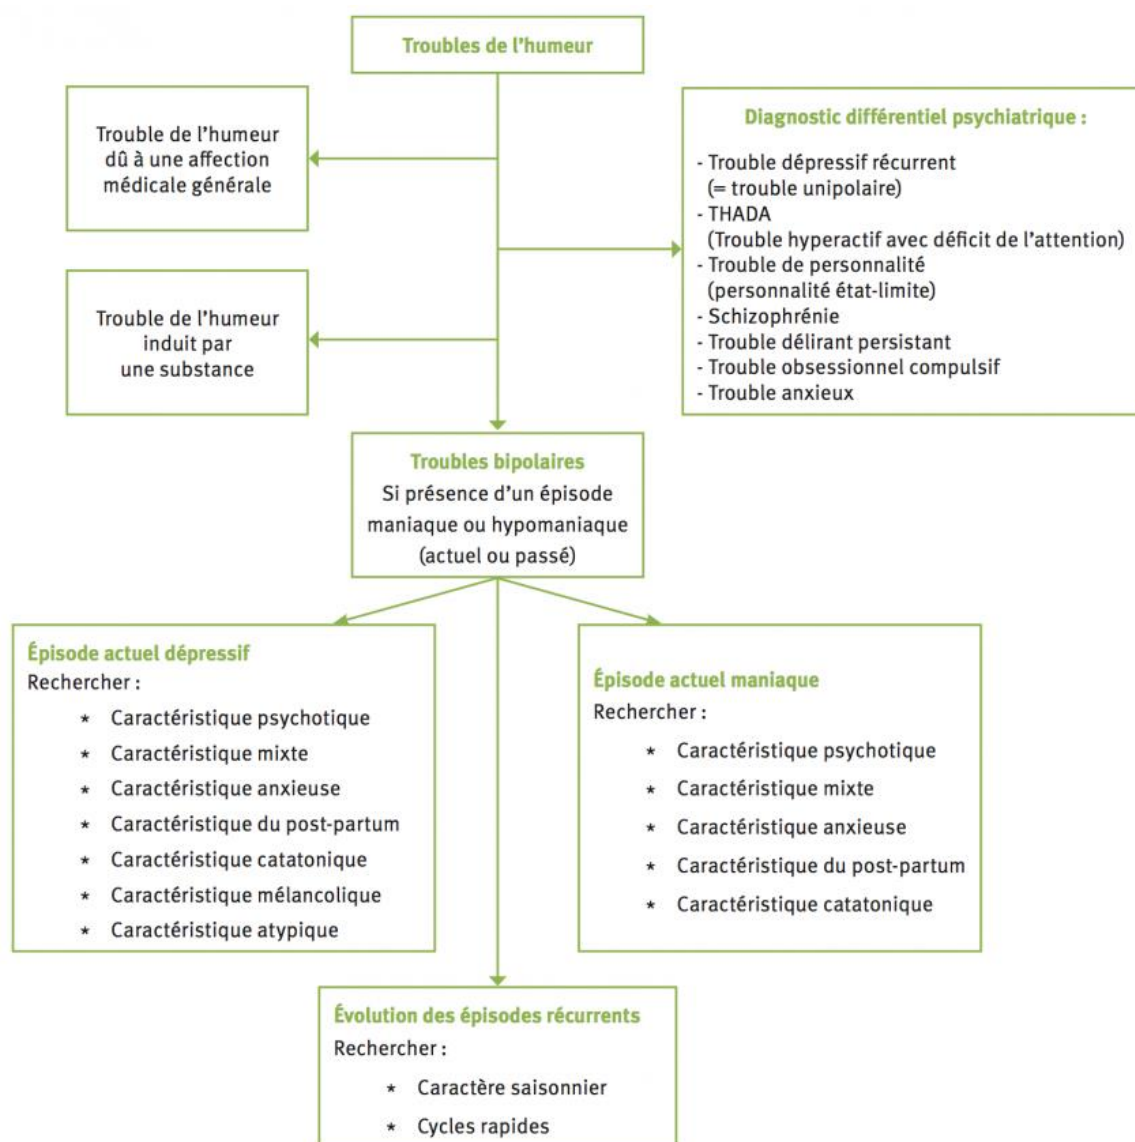 Troubles de l'humeur
Trouble de l'humeur
dû à une affection
médicale générale
Diagnostic différentiel psychiatrique :
- Trouble dépressif récurrent
(= trouble unipolaire)
- THADA
(Trouble hyperactif avec déficit de l'attention)
- Trouble de personnalité
(personnalité état-limite)
- Schizophrénie
- Trouble délirant persistant
- Trouble obsessionnel compulsif
- Trouble anxieux
Trouble de l'humeur
induit par
une substance
Troubles bipolaires
Si présence d'un épisode
maniaque ou hypomaniaque
(actuel ou passé)
Épisode actuel dépressif
Rechercher :
* Caractéristique psychotique
* Caractéristique mixte
* Caractéristique anxieuse
* Caractéristique du post-partum
* Caractéristique catatonique
* Caractéristique mélancolique
* Caractéristique atypique
Épisode actuel maniaque
Rechercher :
* Caractéristique psychotique
* Caractéristique mixte
* Caractéristique anxieuse
* Caractéristique du post-partum
* Caractéristique catatonique
Évolution des épisodes récurrents
Rechercher :
* Caractère saisonnier
* Cycles rapides